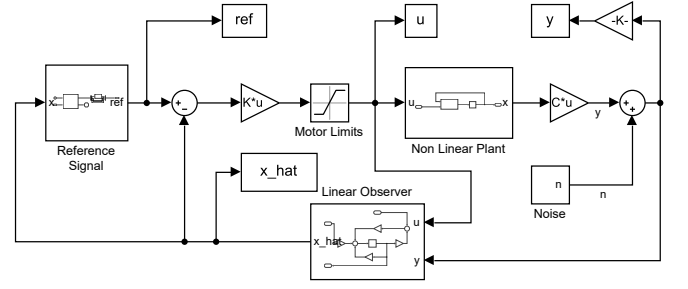 ref
u
y
-K-
x
ref
Reference
Signal
+
-
K*u
Motor Limits
u
x
Non Linear Plant
C*u
y
+
+
x_hat
n
n
Noise
Linear Observer
x_hat
u
y